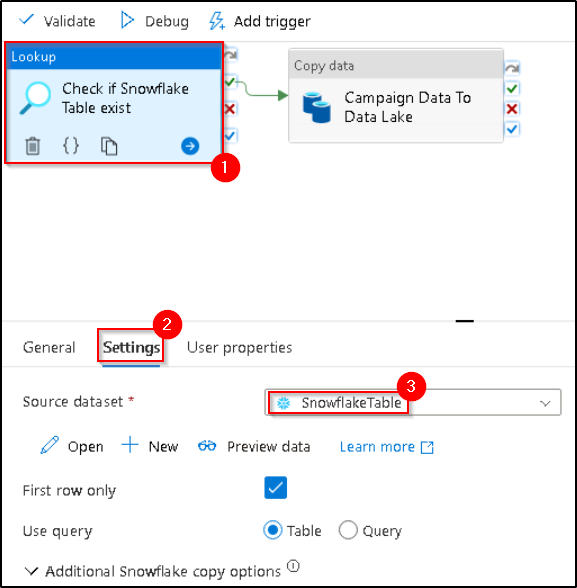 Validate Debug Add trigger
Lookup
Check if Snowflake
Table exist
{ }
1
Copy data
Campaign Data To
Data Lake
2
General Settings User properties
3
Source dataset * SnowflakeTable
Open New Preview data Learn more
First row only
Use query Table Query
Additional Snowflake copy options